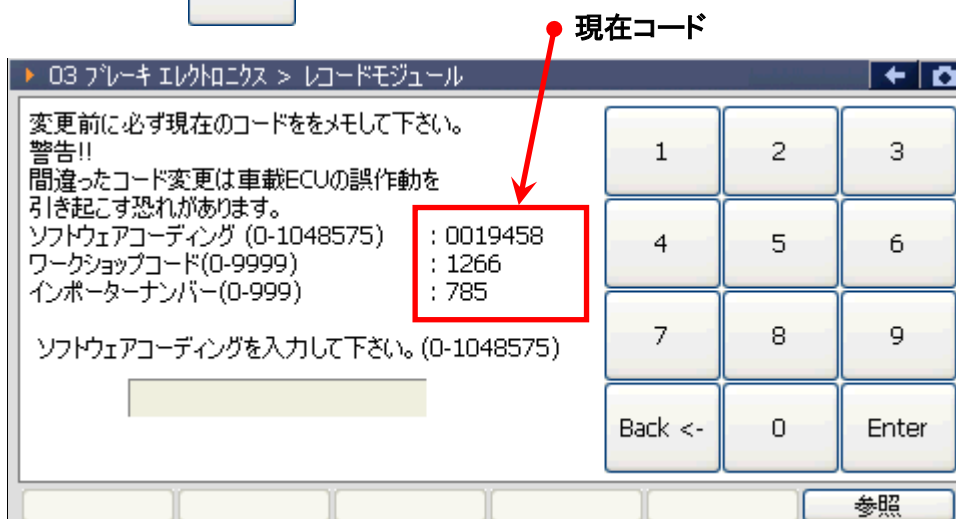 現在コード
03 ブレーキ エレクトロニクス > レコードモジュール
変更前に必ず現在のコードををメモして下さい。
警告!!
間違ったコード変更は車載ECUの誤作動を
引き起こす恐れがあります。
ソフトウェアコーディング (0-1048575) : 0019458
ワークショップコード(0-9999) : 1266
インポーターナンバー(0-999) : 785
ソフトウェアコーディングを入力して下さい。(0-1048575)
1 2 3
4 5 6
7 8 9
Back <- 0 Enter
参照